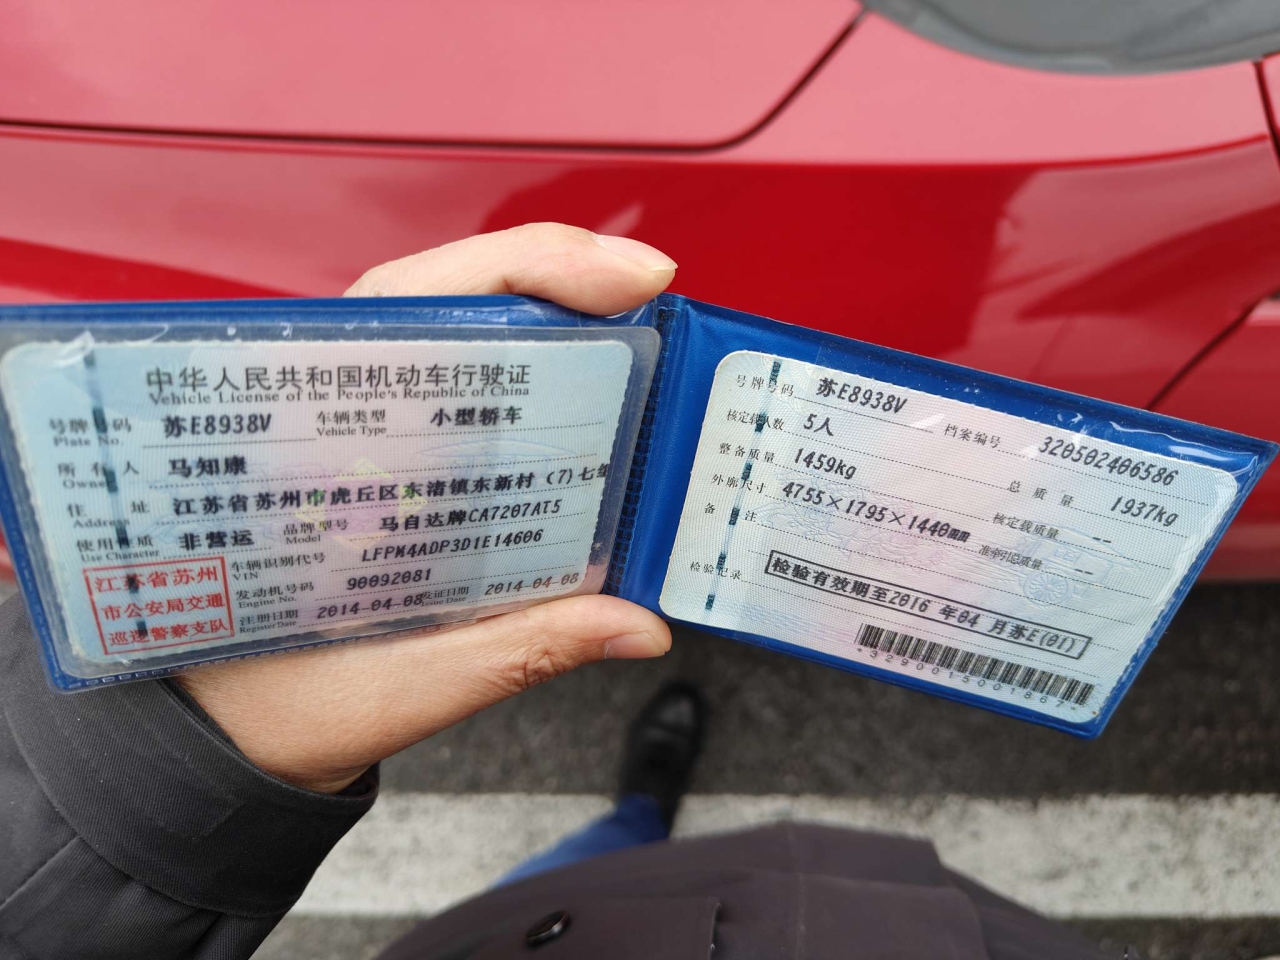 中华人民共和国机动车行驶证
Vehicle License of the People's Republic of China
号牌号码 Plate No. 苏E8938V 车辆类型 Vehicle Type 小型轿车
所有人 Owner 马知康
住址 Address 江苏省苏州市虎丘区东渚镇东新村(7)七组
使用性质 Use Character 非营运 品牌型号 Model 马自达牌CA7207AT5
车辆识别代号 VIN LFPM4ADP3D1E14606
发动机号码 Engine No. 90092081
注册日期 Register Date 2014-04-08 发证日期 Issue Date 2014-04-08
江苏省苏州
市公安局交通
巡逻警察支队
号牌号码 苏E8938V 档案编号 320502406586
核定载人数 5人 总质量 1937kg
整备质量 1459kg 核定载质量 --
外廓尺寸 4755×1795×1440mm 准牵引总质量 --
备注
检验记录 检验有效期至2016年04月苏E(01)
*3290015001867*